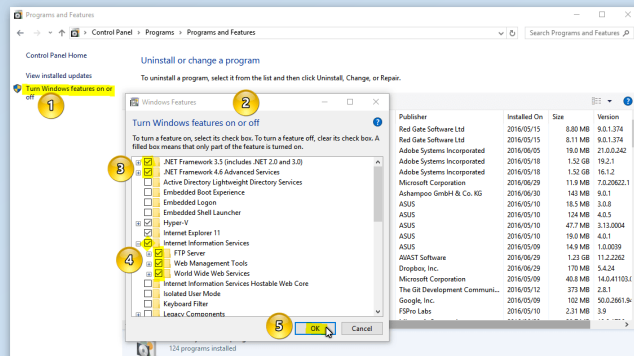 Programs and Features
Control Panel > Programs > Programs and Features
Search Programs and Features
Control Panel Home
View installed updates
Turn Windows features on or
off
1
Uninstall or change a program
To uninstall a program, select it from the list and then click Uninstall, Change, or Repair.
Windows Features
2
Turn Windows features on or off
To turn a feature on, select its check box. To turn a feature off, clear its check box. A
filled box means that only part of the feature is turned on.
3
.NET Framework 3.5 (includes .NET 2.0 and 3.0)
.NET Framework 4.6 Advanced Services
Active Directory Lightweight Directory Services
Embedded Boot Experience
Embedded Logon
Embedded Shell Launcher
Hyper-V
Internet Explorer 11
Internet Information Services
4
FTP Server
Web Management Tools
World Wide Web Services
Internet Information Services Hostable Web Core
Isolated User Mode
Keyboard Filter
Legacy Components
5
OK
Cancel
Publisher Installed On Size Version
Red Gate Software Ltd 2016/05/15 8.80 MB 9.0.1.374
Red Gate Software Ltd 2016/05/15 8.11 MB 9.0.1.374
Adobe Systems Incorporated 2016/05/10 19.0 MB 21.0.0.242
Adobe Systems Incorporated 2016/05/18 1.52 GB 19.2.1
Adobe Systems Incorporated 2016/05/18 1.52 GB 16.1.2
Microsoft Corporation 2016/06/29 11.9 MB 7.0.20622.1
Ashampoo GmbH & Co. KG 2016/06/30 143 MB 9.0.1
ASUS 2016/05/10 18.5 MB 3.0.8
ASUS 2016/05/10 124 MB 4.0.5
ASUS 2016/05/10 47.7 MB 3.13.0004
ASUS 2016/05/10 19.0 MB 4.0.1
ASUS 2016/05/09 14.9 MB 1.0.0039
AVAST Software 2016/06/29 1.23 GB 11.2.2262
Dropbox, Inc. 2016/06/29 170 MB 5.4.24
Microsoft Corporation 2016/05/09 40.8 MB 14.0.41103.(
The Git Development Communi... 2016/05/12 373 MB 2.8.1
Google, Inc. 2016/05/09 102 MB 50.0.2661.94
FSPro Labs 2016/05/10 2.31 MB 3.9
124 programs installed